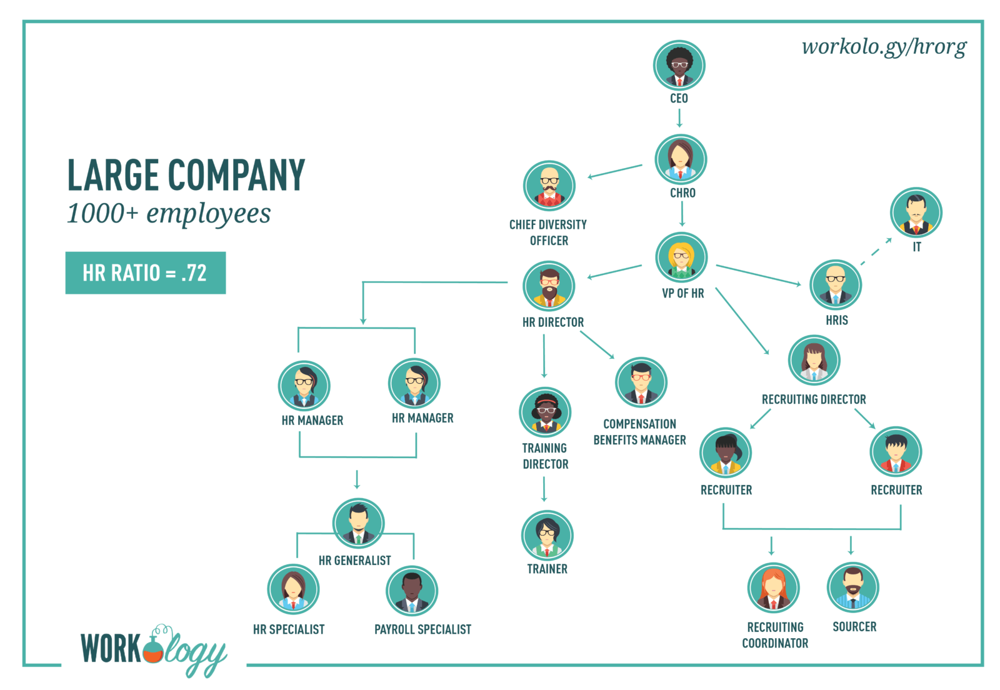 workolo.gy/hrorg
CEO
LARGE COMPANY
1000+ employees
HR RATIO = .72
CHRO
CHIEF DIVERSITY
OFFICER
IT
VP OF HR
HR DIRECTOR
HRIS
RECRUITING DIRECTOR
HR MANAGER
HR MANAGER
COMPENSATION
BENEFITS MANAGER
TRAINING
DIRECTOR
RECRUITER
RECRUITER
HR GENERALIST
TRAINER
HR SPECIALIST
PAYROLL SPECIALIST
RECRUITING
COORDINATOR
SOURCER
WORKology